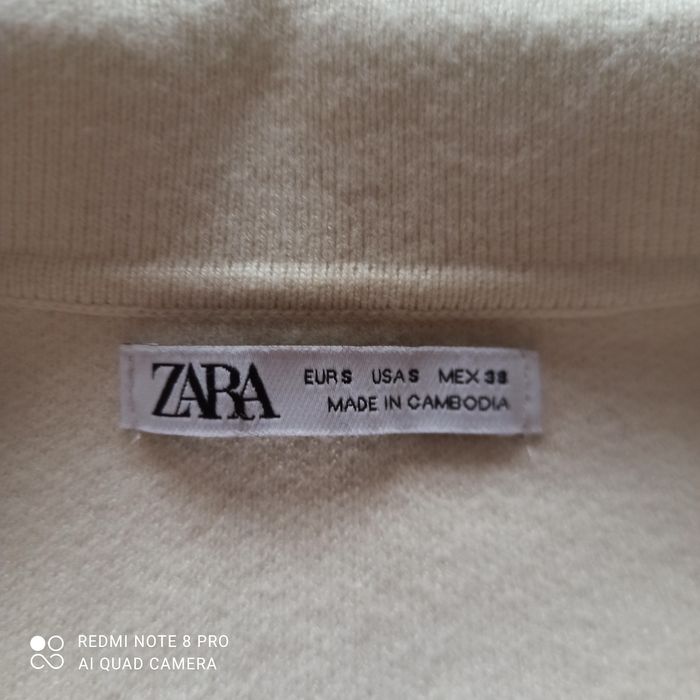 ZARA
EUR S USA S MEX 38
MADE IN CAMBODIA
REDMI NOTE 8 PRO
AI QUAD CAMERA